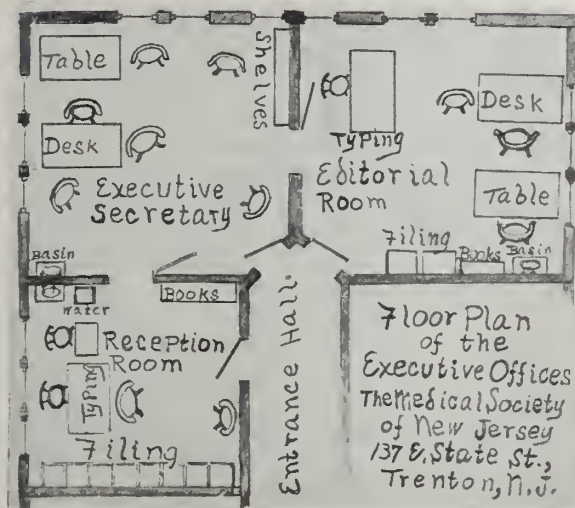 Table
Shelves
Typing
Desk
Desk
Executive
Secretary
Editorial
Room
Table
Filing
Books
Basin
Basin
Water
Books
Reception
Room
Typing
Filing
Entrance Hall
Floor Plan
of the
Executive Offices
The Medical Society
of New Jersey
137 E. State St.,
Trenton, N.J.